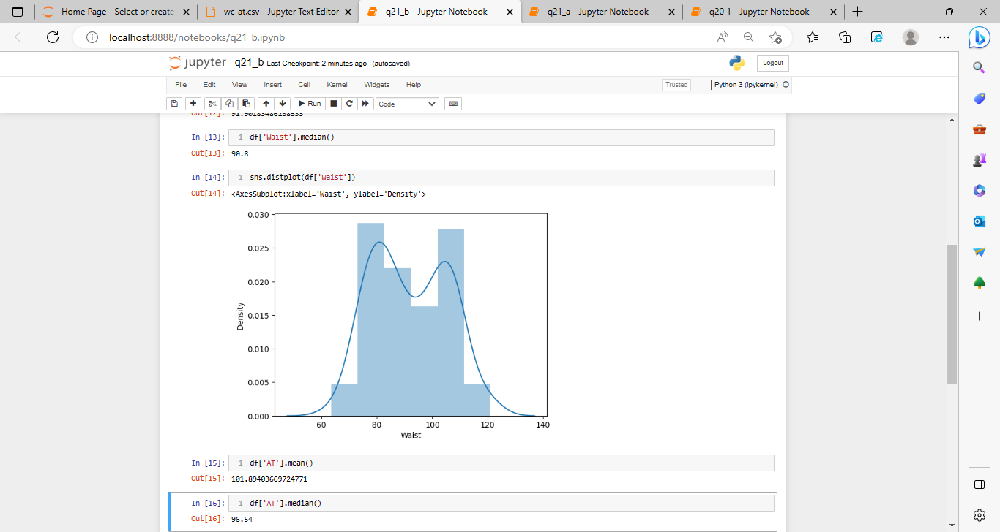 Home Page - Select or create
wc-at.csv - Jupyter Text Editor
q21_b - Jupyter Notebook
q21_a - Jupyter Notebook
q20 1 - Jupyter Notebook
localhost:8888/notebooks/q21_b.ipynb
jupyter q21_b Last Checkpoint: 2 minutes ago (autosaved)
Logout
File Edit View Insert Cell Kernel Widgets Help
Trusted
Python 3 (ipykernel)
Run
Code
Out[12]: 91.90183486238533
In [13]: 1 df['Waist'].median()
Out[13]: 90.8
In [14]: 1 sns.distplot(df['Waist'])
Out[14]: <AxesSubplot:xlabel='Waist', ylabel='Density'>
0.030
0.025
0.020
0.015
0.010
0.005
0.000
Density
60 80 100 120 140
Waist
In [15]: 1 df['AT'].mean()
Out[15]: 101.89403669724771
In [16]: 1 df['AT'].median()
Out[16]: 96.54